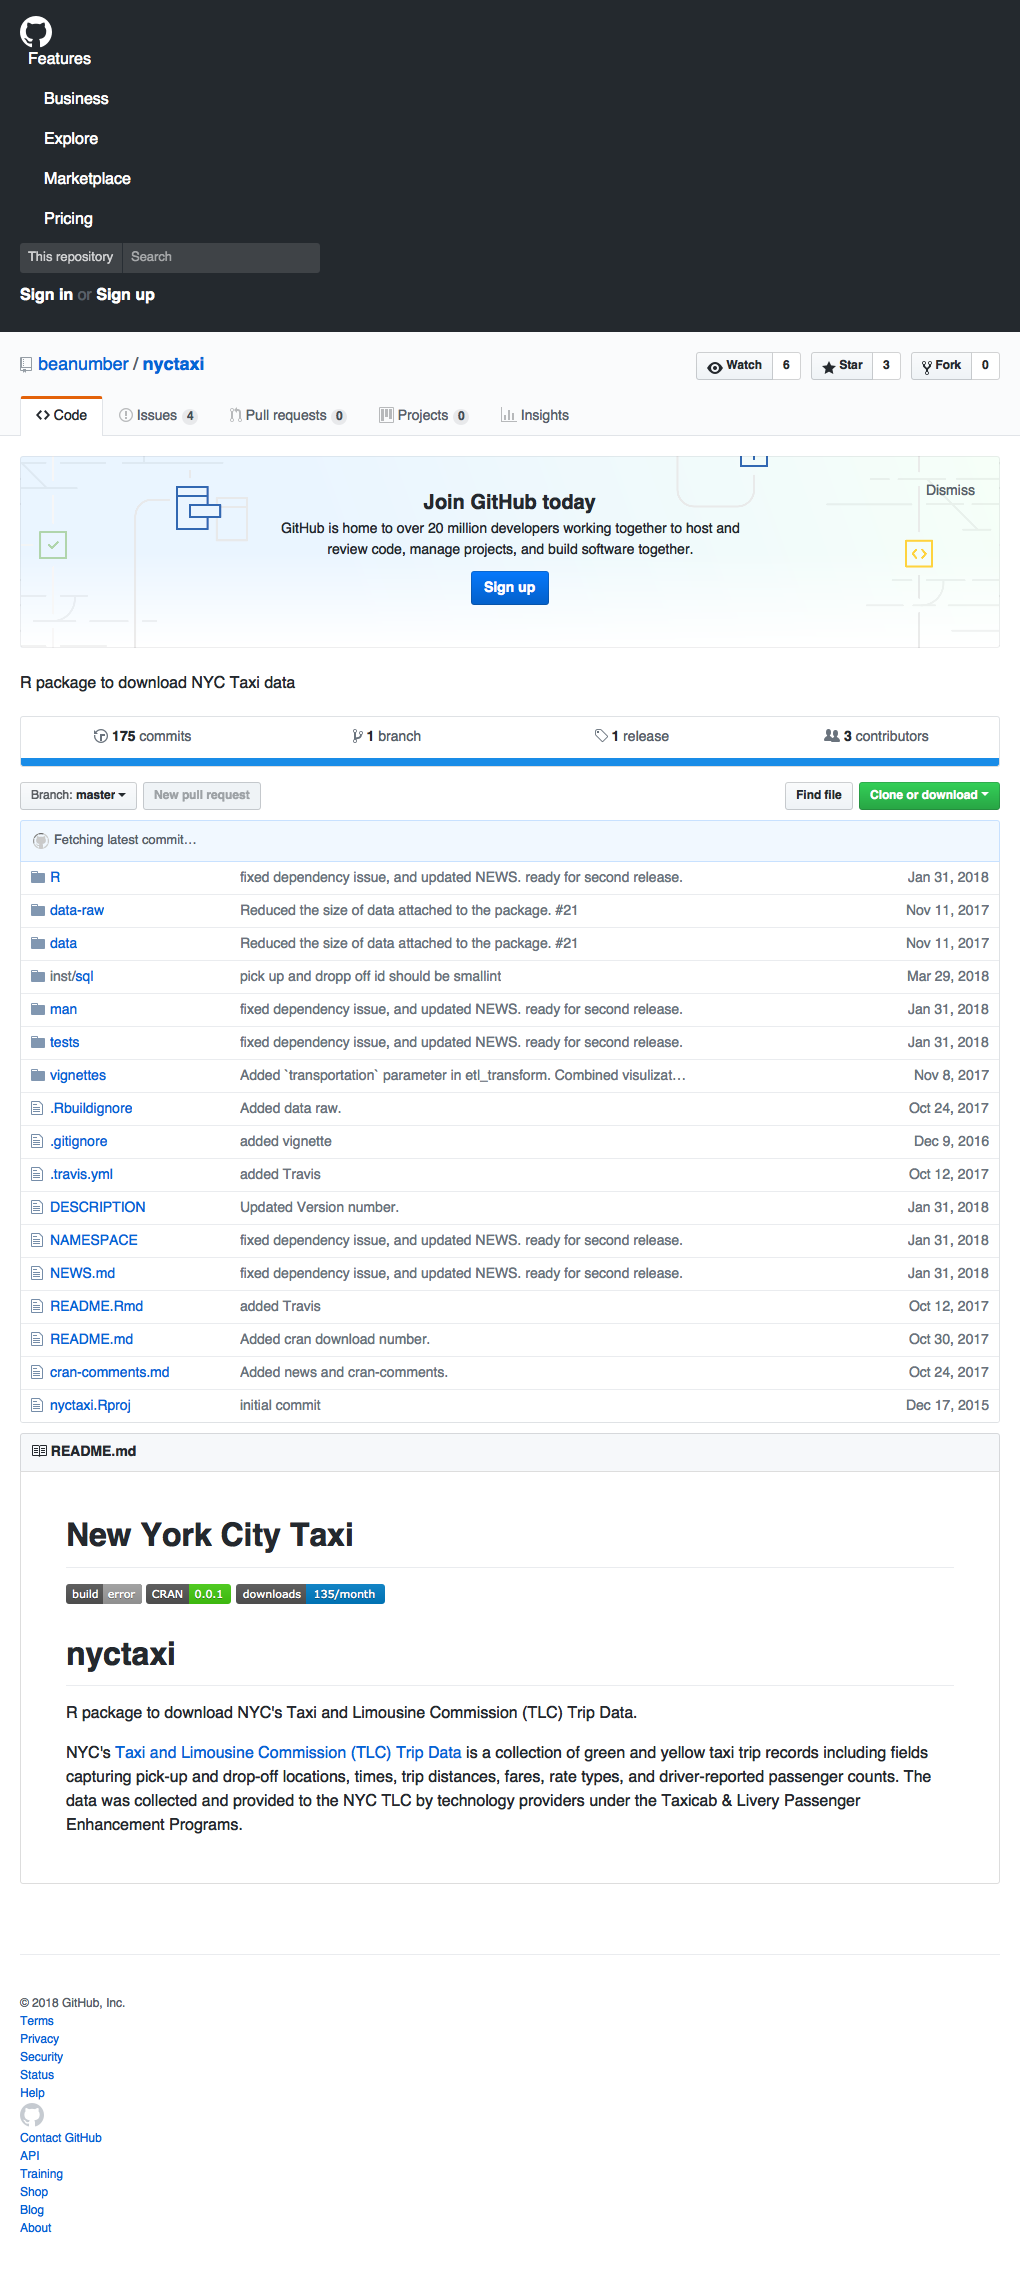 Features
Business
Explore
Marketplace
Pricing
This repository Search
Sign in or Sign up
beanumber / nyctaxi
Watch 6 Star 3 Fork 0
Code Issues 4 Pull requests 0 Projects 0 Insights
Dismiss
Join GitHub today
GitHub is home to over 20 million developers working together to host and
review code, manage projects, and build software together.
Sign up
R package to download NYC Taxi data
175 commits 1 branch 1 release 3 contributors
Branch: master New pull request Find file Clone or download
Fetching latest commit…
R fixed dependency issue, and updated NEWS. ready for second release. Jan 31, 2018
data-raw Reduced the size of data attached to the package. #21 Nov 11, 2017
data Reduced the size of data attached to the package. #21 Nov 11, 2017
inst/sql pick up and dropp off id should be smallint Mar 29, 2018
man fixed dependency issue, and updated NEWS. ready for second release. Jan 31, 2018
tests fixed dependency issue, and updated NEWS. ready for second release. Jan 31, 2018
vignettes Added `transportation` parameter in etl_transform. Combined visulizat… Nov 8, 2017
.Rbuildignore Added data raw. Oct 24, 2017
.gitignore added vignette Dec 9, 2016
.travis.yml added Travis Oct 12, 2017
DESCRIPTION Updated Version number. Jan 31, 2018
NAMESPACE fixed dependency issue, and updated NEWS. ready for second release. Jan 31, 2018
NEWS.md fixed dependency issue, and updated NEWS. ready for second release. Jan 31, 2018
README.Rmd added Travis Oct 12, 2017
README.md Added cran download number. Oct 30, 2017
cran-comments.md Added news and cran-comments. Oct 24, 2017
nyctaxi.Rproj initial commit Dec 17, 2015
README.md
New York City Taxi
build error CRAN 0.0.1 downloads 135/month
nyctaxi
R package to download NYC's Taxi and Limousine Commission (TLC) Trip Data.
NYC's Taxi and Limousine Commission (TLC) Trip Data is a collection of green and yellow taxi trip records including fields
capturing pick-up and drop-off locations, times, trip distances, fares, rate types, and driver-reported passenger counts. The
data was collected and provided to the NYC TLC by technology providers under the Taxicab & Livery Passenger
Enhancement Programs.
© 2018 GitHub, Inc.
Terms
Privacy
Security
Status
Help
Contact GitHub
API
Training
Shop
Blog
About